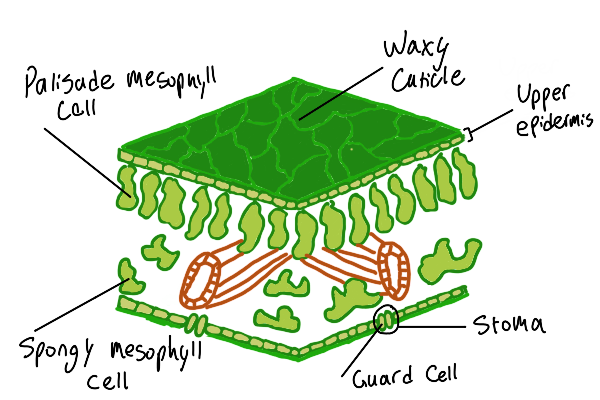 Waxy
Cuticle
Palisade mesophyll
Cell
Upper
epidermis
Spongy mesophyll
Cell
Stoma
Guard Cell